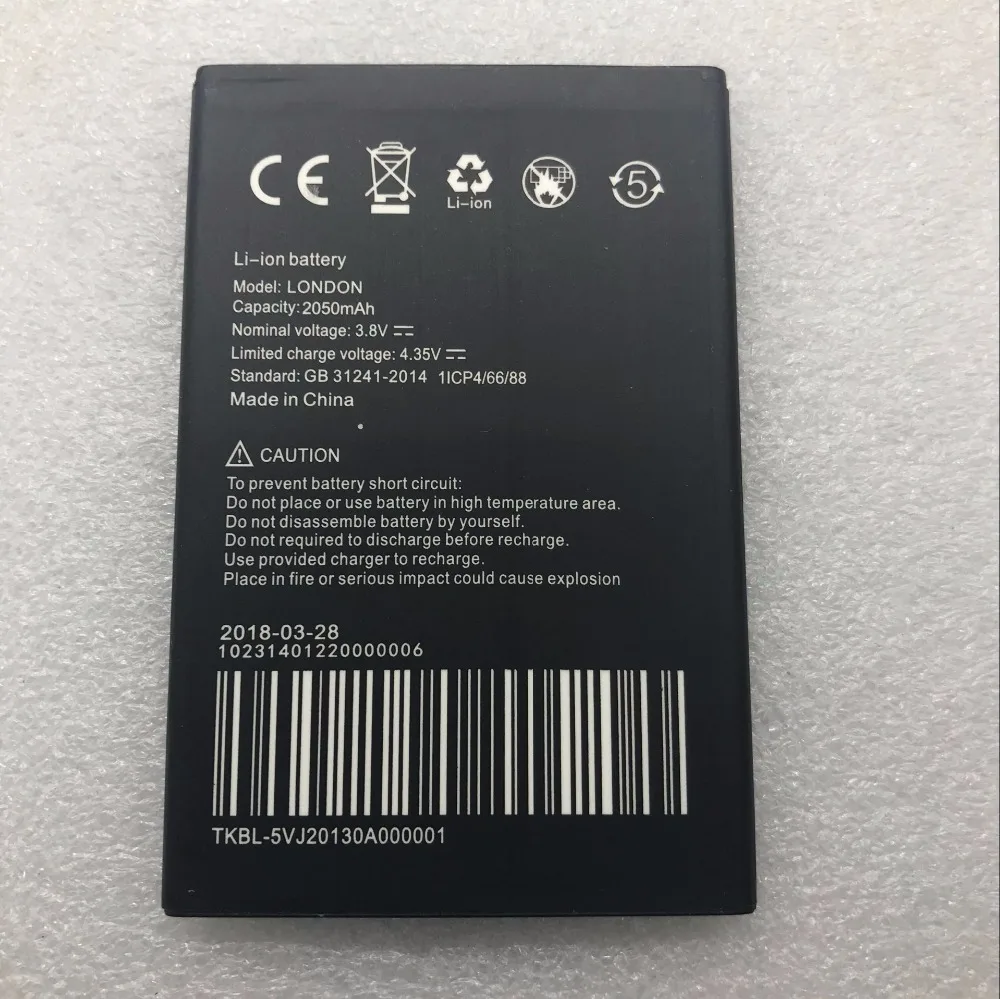 CE
Li-ion
5
Li-ion battery
Model: LONDON
Capacity: 2050mAh
Nominal voltage: 3.8V
Limited charge voltage: 4.35V
Standard: GB 31241-2014 1ICP4/66/88
Made in China
CAUTION
To prevent battery short circuit:
Do not place or use battery in high temperature area.
Do not disassemble battery by yourself.
Do not required to discharge before recharge.
Use provided charger to recharge.
Place in fire or serious impact could cause explosion
2018-03-28
10231401220000006
TKBL-5VJ20130A000001